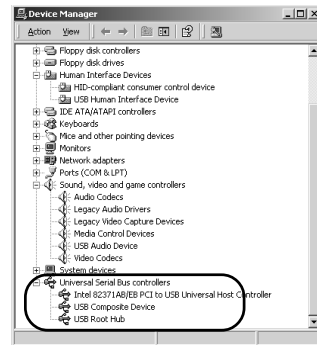 Device Manager
Action View
Floppy disk controllers
Floppy disk drives
Human Interface Devices
HID-compliant consumer control device
USB Human Interface Device
IDE ATA/ATAPI controllers
Keyboards
Mice and other pointing devices
Monitors
Network adapters
Ports (COM & LPT)
Sound, video and game controllers
Audio Codecs
Legacy Audio Drivers
Legacy Video Capture Devices
Media Control Devices
USB Audio Device
Video Codecs
System devices
Universal Serial Bus controllers
Intel 82371AB/EB PCI to USB Universal Host Controller
USB Composite Device
USB Root Hub